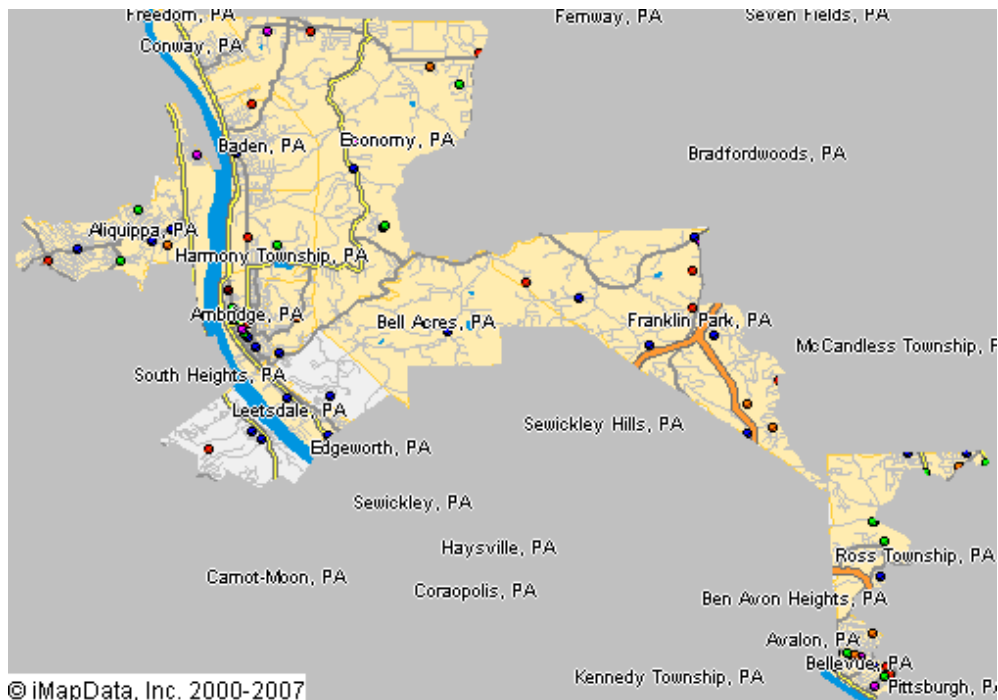 Freedom, PA
Fernway, PA
Seven Fields, PA
Conway, PA
Baden, PA
Economy, PA
Bradfordwoods, PA
Aliquippa, PA
Harmony Township, PA
Ambridge, PA
Bell Acres, PA
Franklin Park, PA
McCandless Township, P
South Heights, PA
Leetsdale, PA
Sewickley Hills, PA
Edgeworth, PA
Sewickley, PA
Haysville, PA
Ross Township, PA
Carnot-Moon, PA
Coraopolis, PA
Ben Avon Heights, PA
Avalon, PA
Bellevue, PA
Kennedy Township, PA
Pittsburgh, P
© iMapData, Inc. 2000-2007